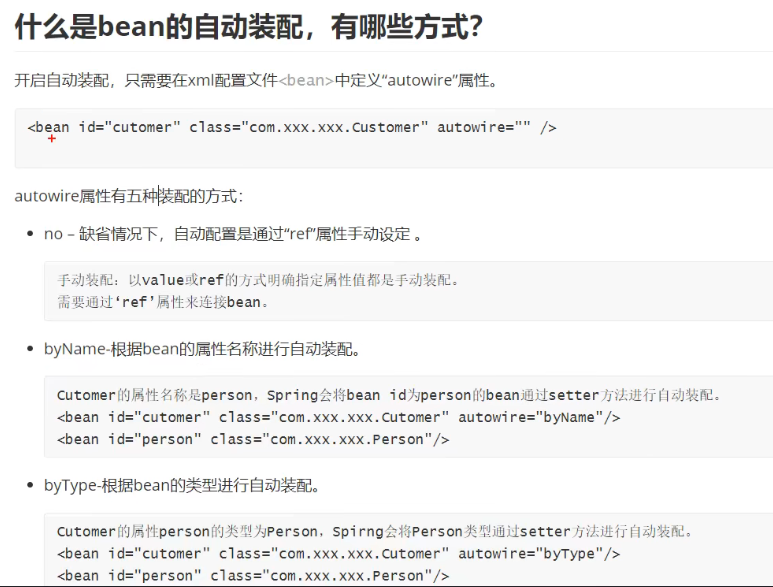 什么是bean的自动装配，有哪些方式？
开启自动装配，只需要在xml配置文件<bean>中定义“autowire”属性。
<bean id="cutomer" class="com.xxx.xxx.Customer" autowire="" />
autowire属性有五种装配的方式：
no – 缺省情况下，自动配置是通过“ref”属性手动设定 。
手动装配：以value或ref的方式明确指定属性值都是手动装配。
需要通过‘ref’属性来连接bean。
byName-根据bean的属性名称进行自动装配。
Cutomer的属性名称是person，Spring会将bean id为person的bean通过setter方法进行自动装配。
<bean id="cutomer" class="com.xxx.xxx.Cutomer" autowire="byName"/>
<bean id="person" class="com.xxx.xxx.Person"/>
byType-根据bean的类型进行自动装配。
Cutomer的属性person的类型为Person，Spirng会将Person类型通过setter方法进行自动装配。
<bean id="cutomer" class="com.xxx.xxx.Cutomer" autowire="byType"/>
<bean id="person" class="com.xxx.xxx.Person"/>